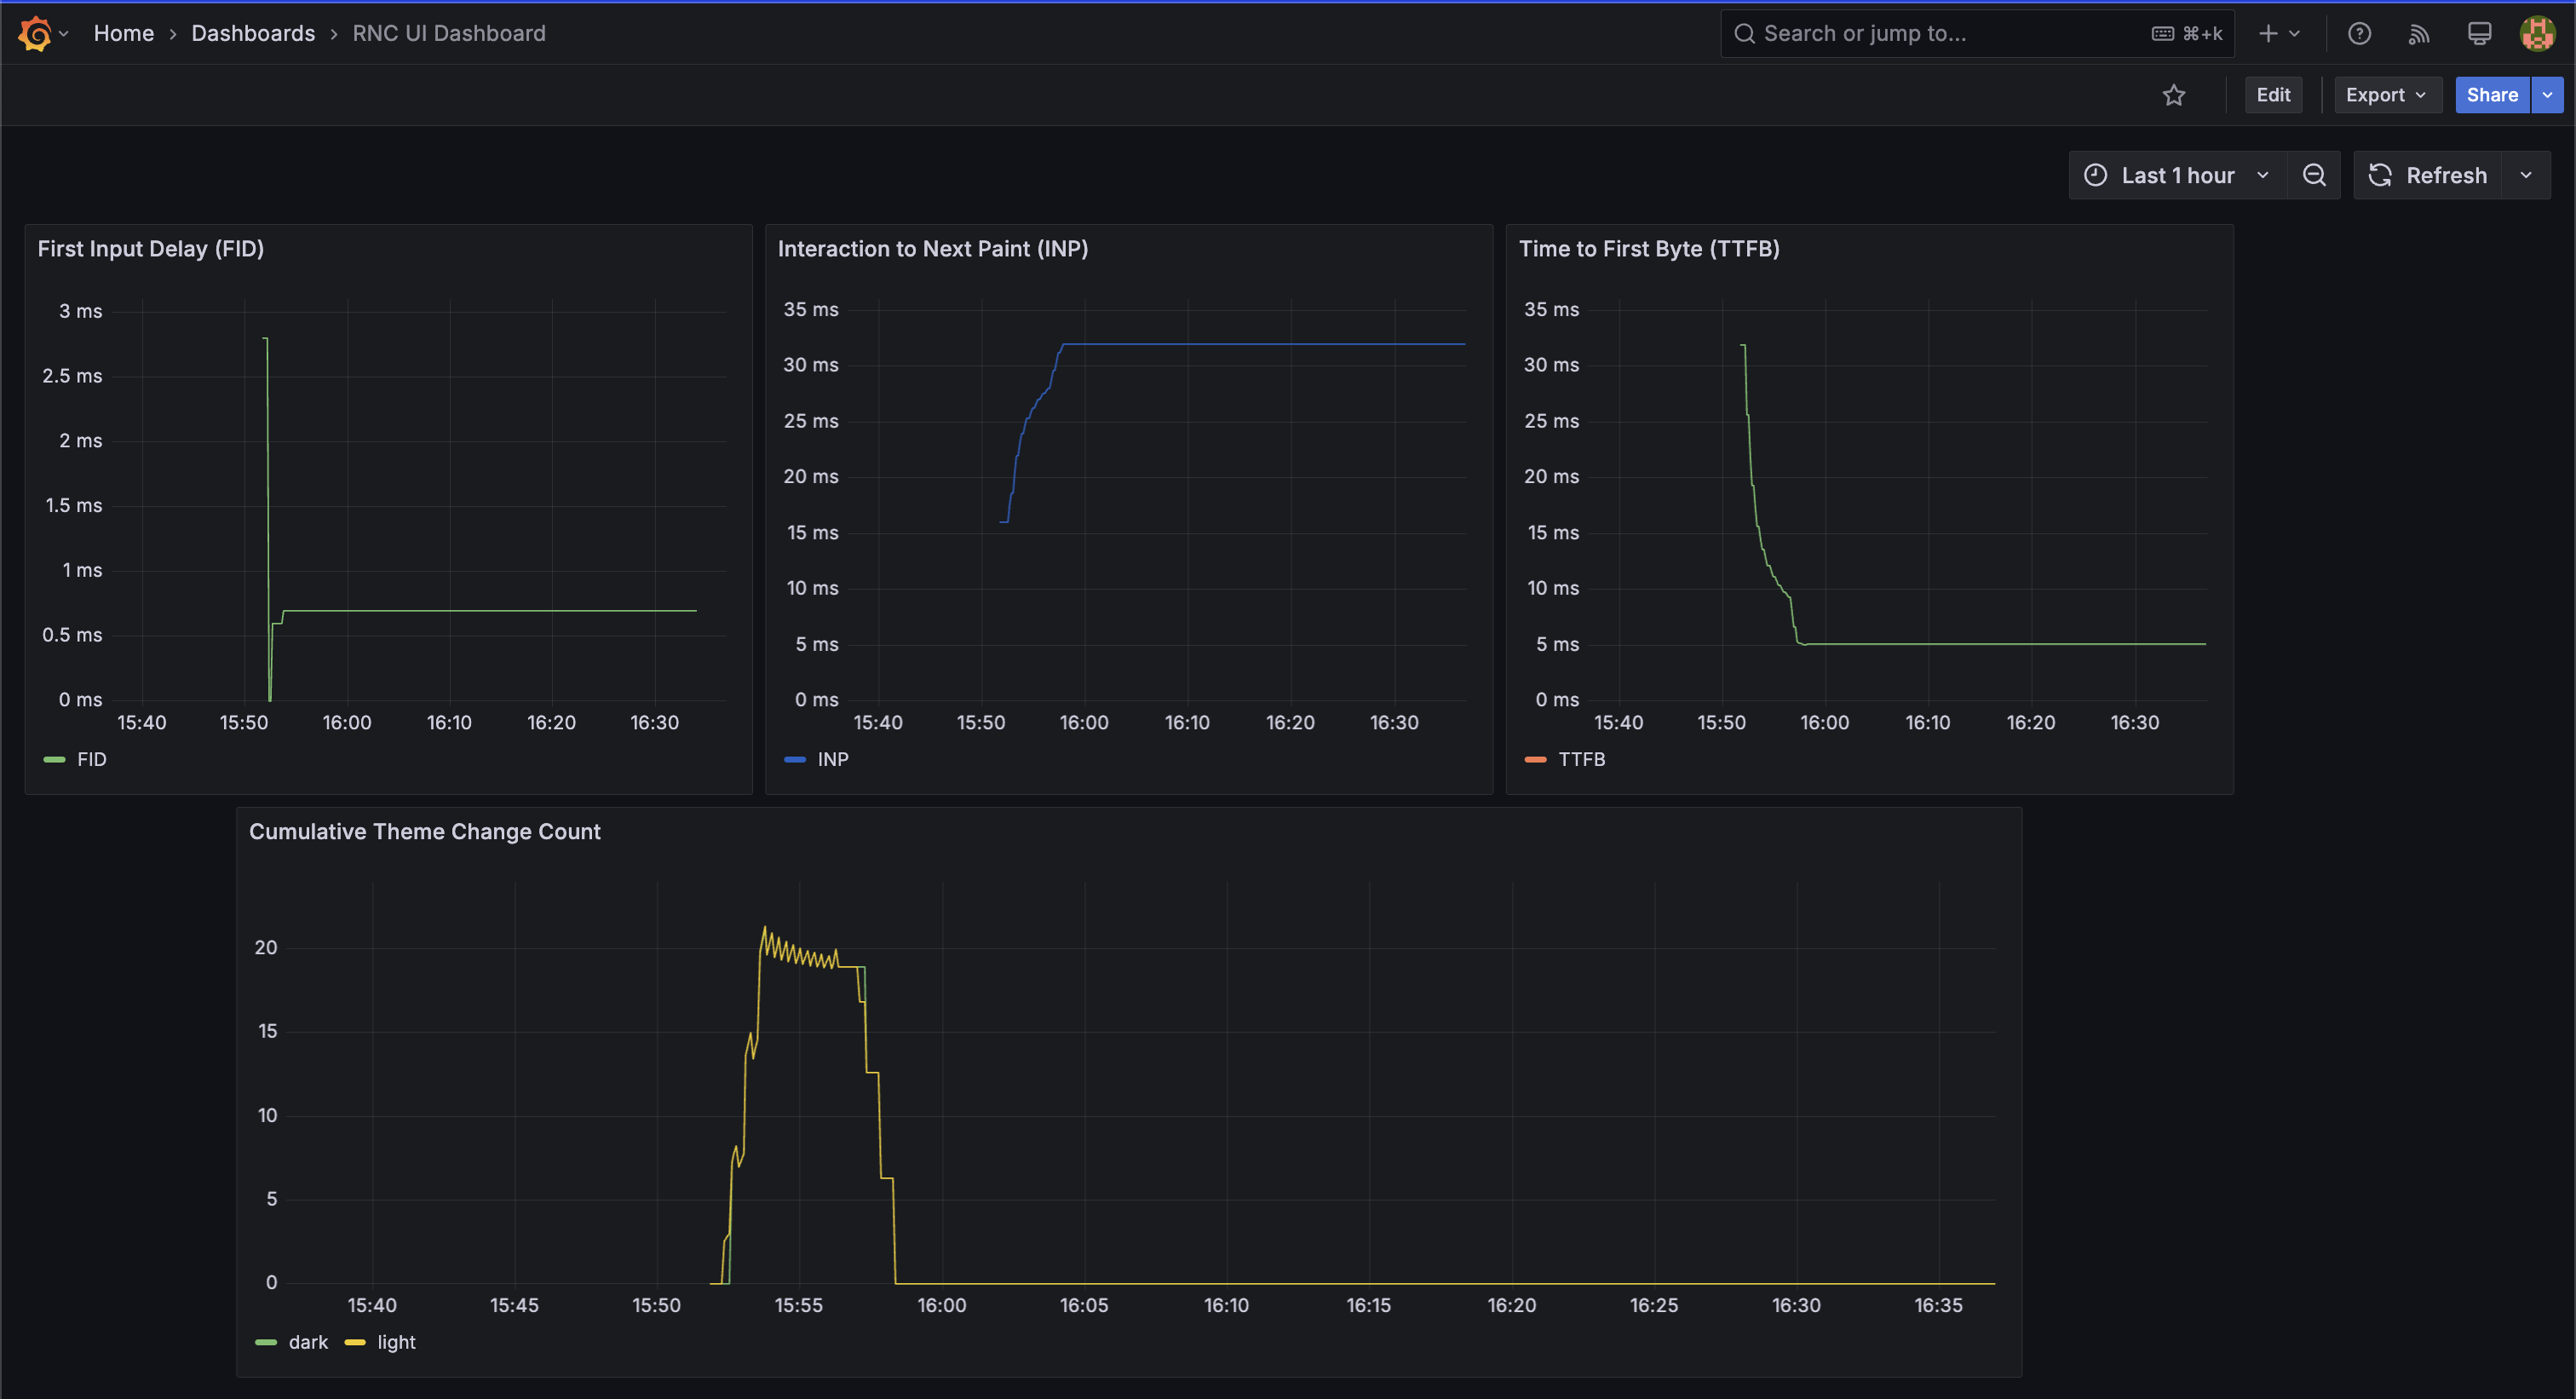 Home › Dashboards › RNC UI Dashboard
Search or jump to... ⌘+k
Edit
Export
Share
Last 1 hour
Refresh
First Input Delay (FID)
3 ms
2.5 ms
2 ms
1.5 ms
1 ms
0.5 ms
0 ms
15:40 15:50 16:00 16:10 16:20 16:30
FID
Interaction to Next Paint (INP)
35 ms
30 ms
25 ms
20 ms
15 ms
10 ms
5 ms
0 ms
15:40 15:50 16:00 16:10 16:20 16:30
INP
Time to First Byte (TTFB)
35 ms
30 ms
25 ms
20 ms
15 ms
10 ms
5 ms
0 ms
15:40 15:50 16:00 16:10 16:20 16:30
TTFB
Cumulative Theme Change Count
20
15
10
5
0
15:40 15:45 15:50 15:55 16:00 16:05 16:10 16:15 16:20 16:25 16:30 16:35
dark light